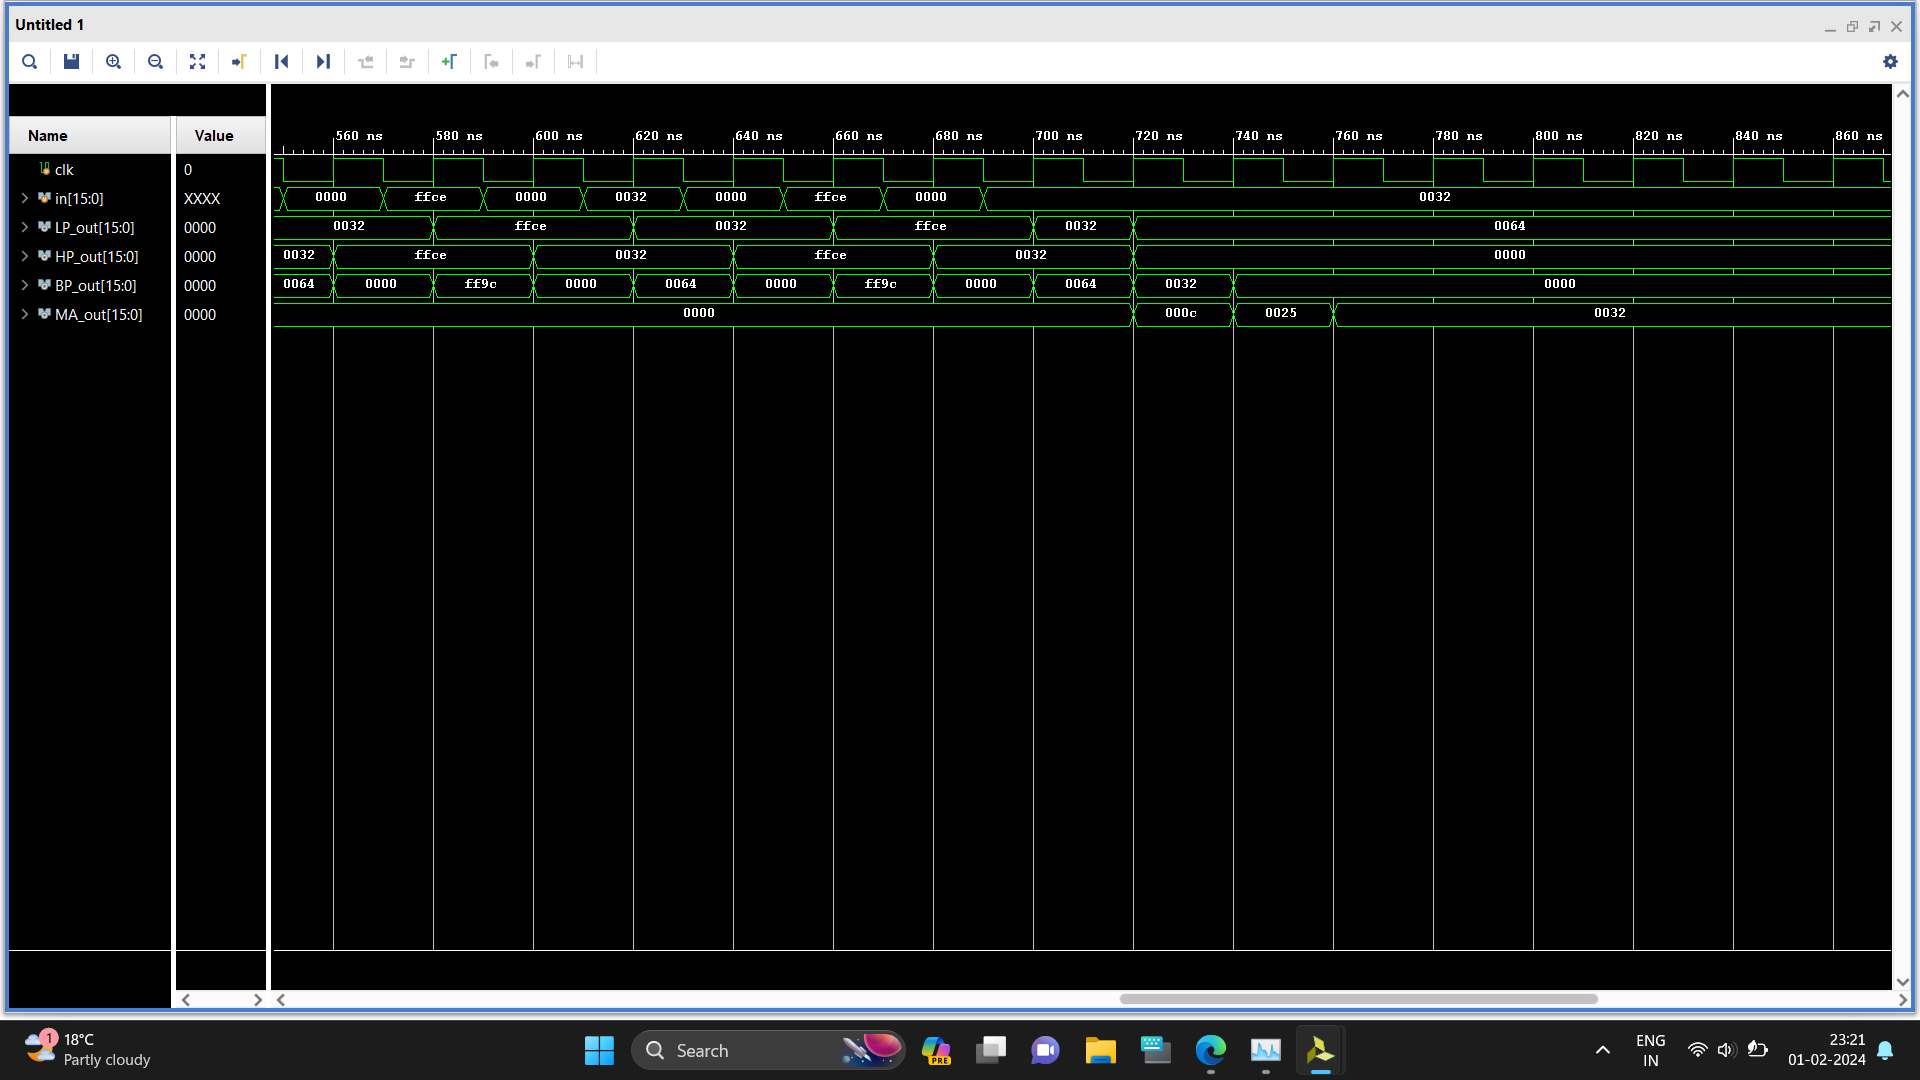 Untitled 1
Name Value
560 ns 580 ns 600 ns 620 ns 640 ns 660 ns 680 ns 700 ns 720 ns 740 ns 760 ns 780 ns 800 ns 820 ns 840 ns 860 ns
clk 0
in[15:0] XXXX 0000 ffce 0000 0032 0000 ffce 0000 0032
LP_out[15:0] 0000 0032 ffce 0032 ffce 0032 0064
HP_out[15:0] 0000 0032 ffce 0032 ffce 0032 0000
BP_out[15:0] 0000 0064 0000 ff9c 0000 0064 0000 ff9c 0000 0064 0032 0000
MA_out[15:0] 0000 0000 000c 0025 0032
1
18°C
Partly cloudy
Search
PRE
ENG
IN
23:21
01-02-2024